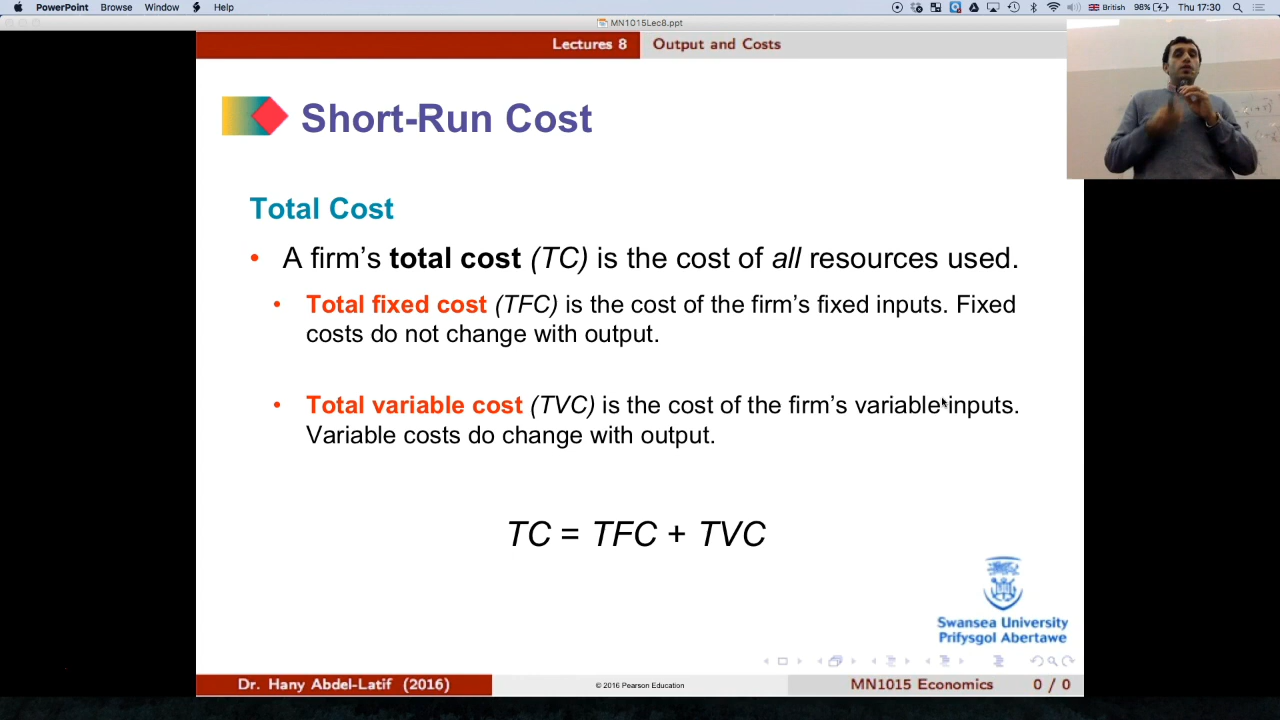 PowerPoint Browse Window Help
British 98% Thu 17:30
MN1015Lec8.ppt
Lectures 8 Output and Costs
Short-Run Cost
Total Cost
• A firm’s total cost (TC) is the cost of all resources used.
• Total fixed cost (TFC) is the cost of the firm’s fixed inputs. Fixed
costs do not change with output.
• Total variable cost (TVC) is the cost of the firm’s variable inputs.
Variable costs do change with output.
TC = TFC + TVC
Swansea University
Prifysgol Abertawe
Dr. Hany Abdel-Latif (2016) © 2016 Pearson Education MN1015 Economics 0 / 0